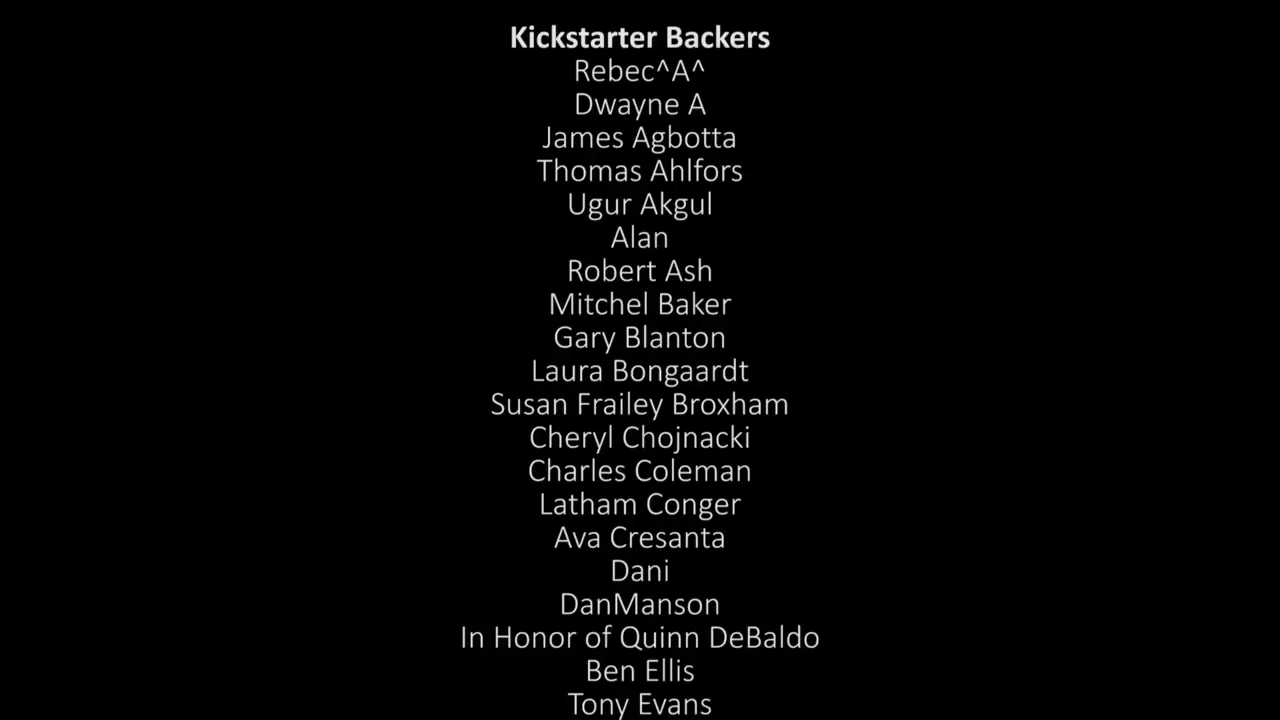 Kickstarter Backers
Rebec^A^
Dwayne A
James Agbotta
Thomas Ahlfors
Ugur Akgul
Alan
Robert Ash
Mitchel Baker
Gary Blanton
Laura Bongaardt
Susan Frailey Broxham
Cheryl Chojnacki
Charles Coleman
Latham Conger
Ava Cresanta
Dani
DanManson
In Honor of Quinn DeBaldo
Ben Ellis
Tony Evans